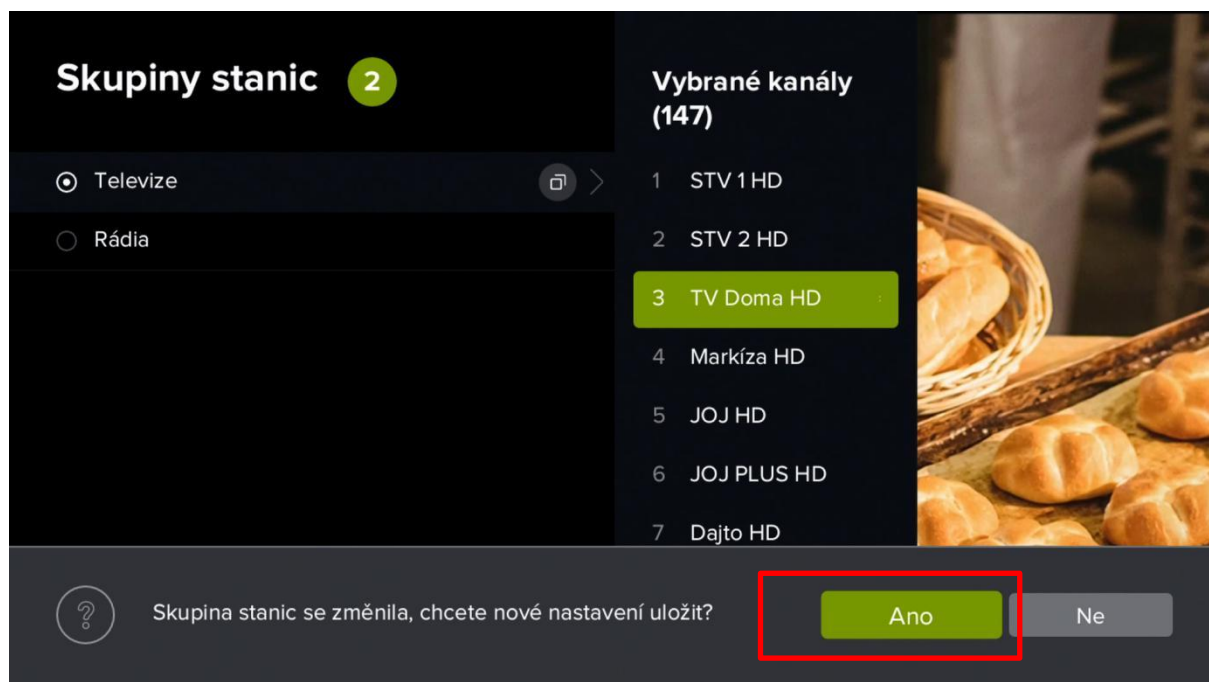 Skupiny stanic 2
Televize
Rádia
Vybrané kanály
(147)
1 STV 1 HD
2 STV 2 HD
3 TV Doma HD
4 Markíza HD
5 JOJ HD
6 JOJ PLUS HD
7 Dajto HD
? Skupina stanic se změnila, chcete nové nastavení uložit?
Ano
Ne